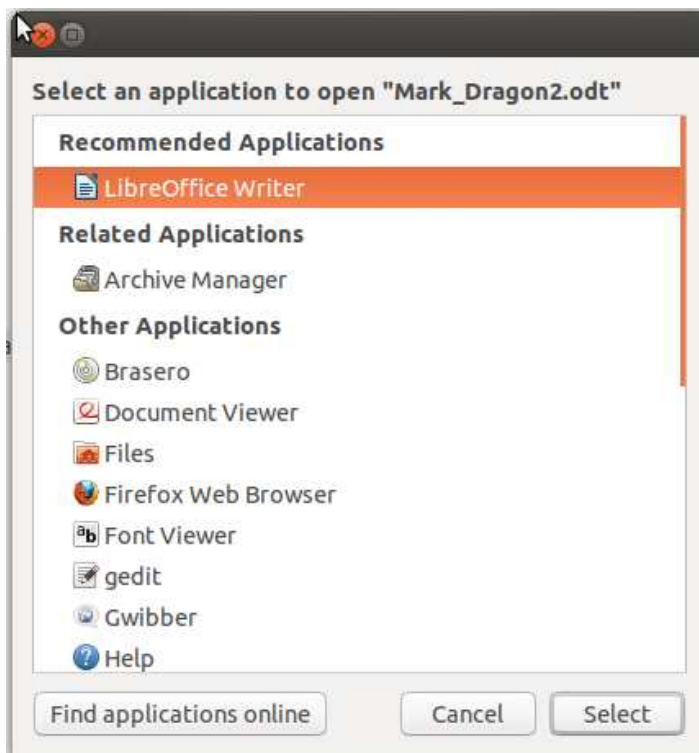 Select an application to open "Mark_Dragon2.odt"
Recommended Applications
LibreOffice Writer
Related Applications
Archive Manager
Other Applications
Brasero
Document Viewer
Files
Firefox Web Browser
Font Viewer
gedit
Gwibber
Help
Find applications online
Cancel
Select